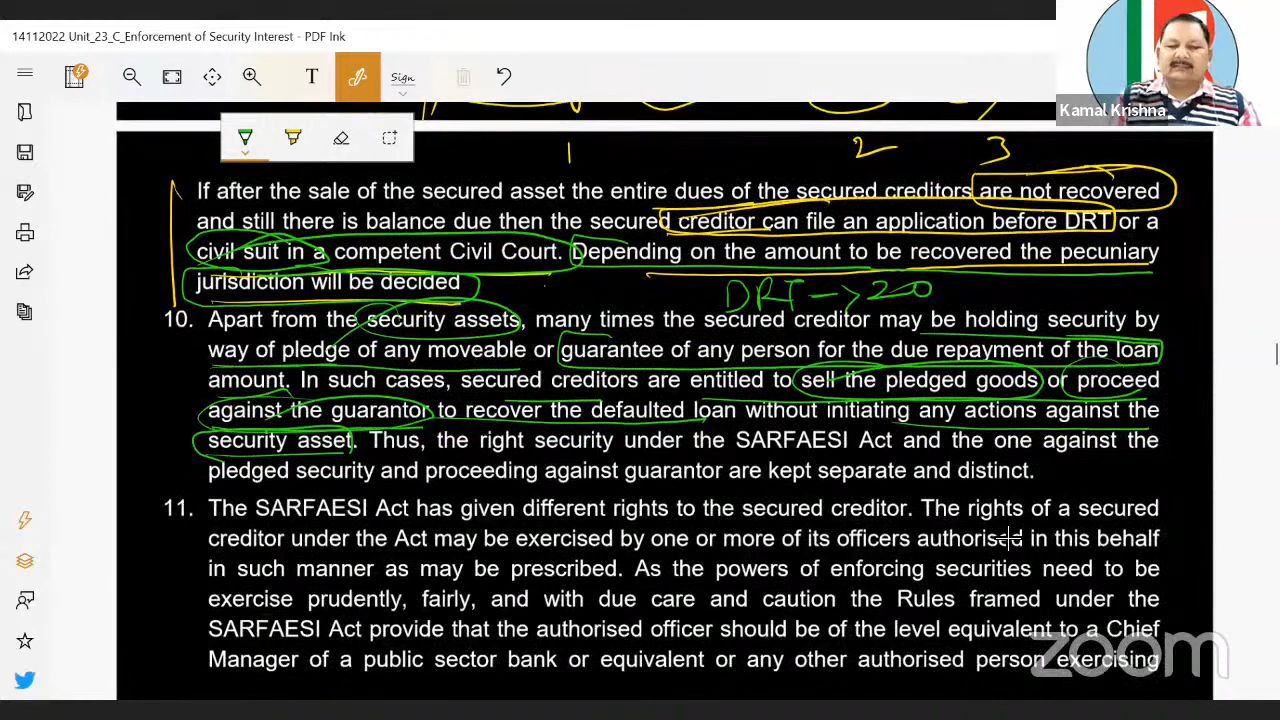 14112022 Unit_23_C_Enforcement of Security Interest - PDF Ink
T
Sign
Kamal Krishna
1 2 3
If after the sale of the secured asset the entire dues of the secured creditors are not recovered
and still there is balance due then the secured creditor can file an application before DRT or a
civil suit in a competent Civil Court. Depending on the amount to be recovered the pecuniary
jurisdiction will be decided
DRT -> 20
10. Apart from the security assets, many times the secured creditor may be holding security by
way of pledge of any moveable or guarantee of any person for the due repayment of the loan
amount. In such cases, secured creditors are entitled to sell the pledged goods or proceed
against the guarantor to recover the defaulted loan without initiating any actions against the
security asset. Thus, the right security under the SARFAESI Act and the one against the
pledged security and proceeding against guarantor are kept separate and distinct.
11. The SARFAESI Act has given different rights to the secured creditor. The rights of a secured
creditor under the Act may be exercised by one or more of its officers authorised in this behalf
in such manner as may be prescribed. As the powers of enforcing securities need to be
exercise prudently, fairly, and with due care and caution the Rules framed under the
SARFAESI Act provide that the authorised officer should be of the level equivalent to a Chief
Manager of a public sector bank or equivalent or any other authorised person exercising
zoom